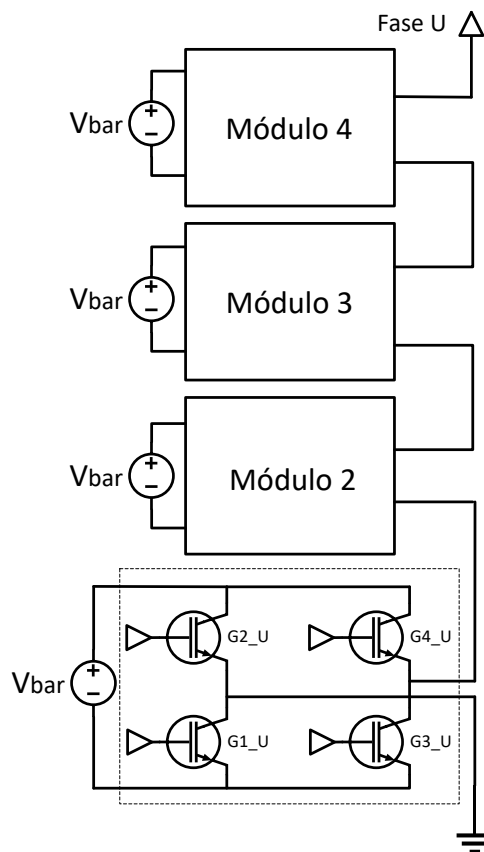 Fase U
Vbar
+
−
Módulo 4
Vbar
+
−
Módulo 3
Vbar
+
−
Módulo 2
G2_U
G4_U
Vbar
+
−
G1_U
G3_U